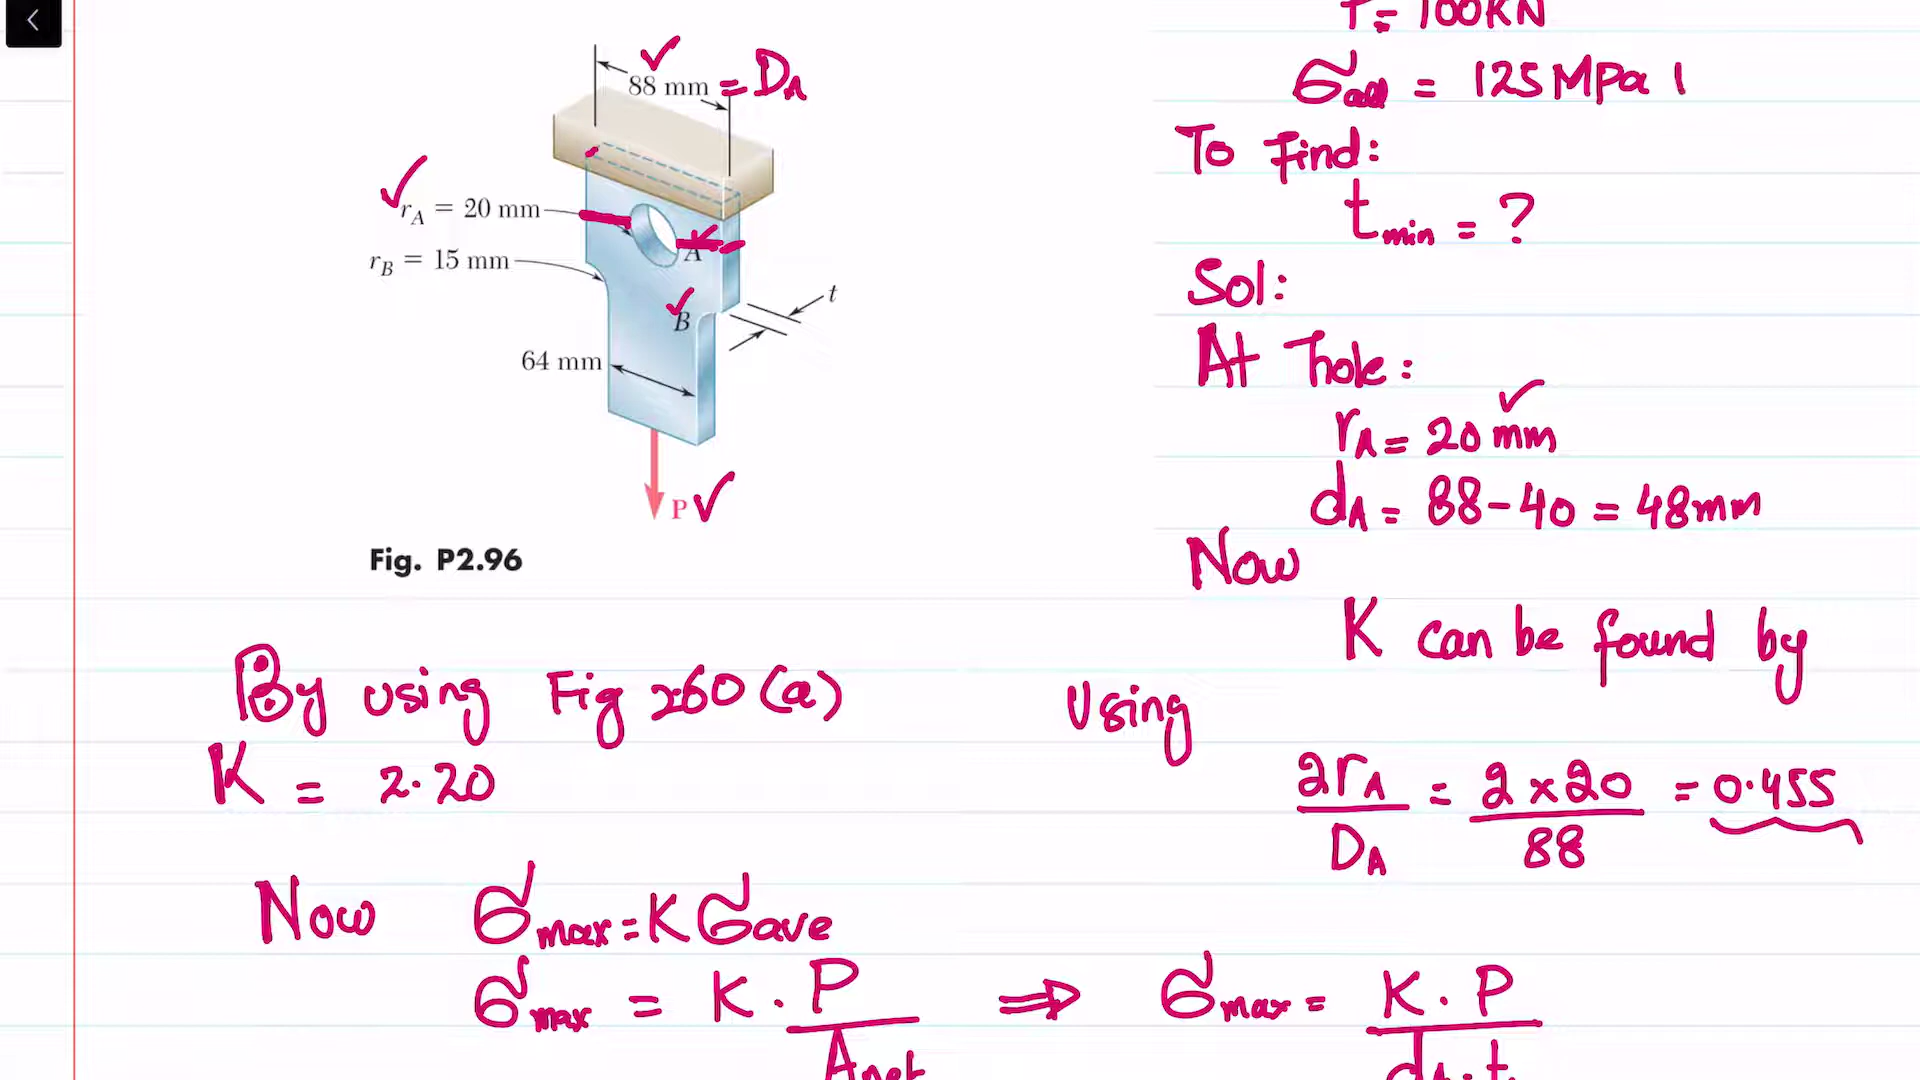 88 mm = DA
rA = 20 mm
A
rB = 15 mm
t
B
64 mm
P
Fig. P2.96
P = 100KN
σall = 125 MPa
To Find:
tmin = ?
Sol:
At hole:
rA = 20 mm
dA = 88-40 = 48mm
Now
K can be found by
Using
2rA/DA = 2x20/88 = 0.455
By using Fig 2.60 (a)
K = 2.20
Now σmax = K σave
σmax = K . P/Anet ⇒ σmax = K . P/dA.t